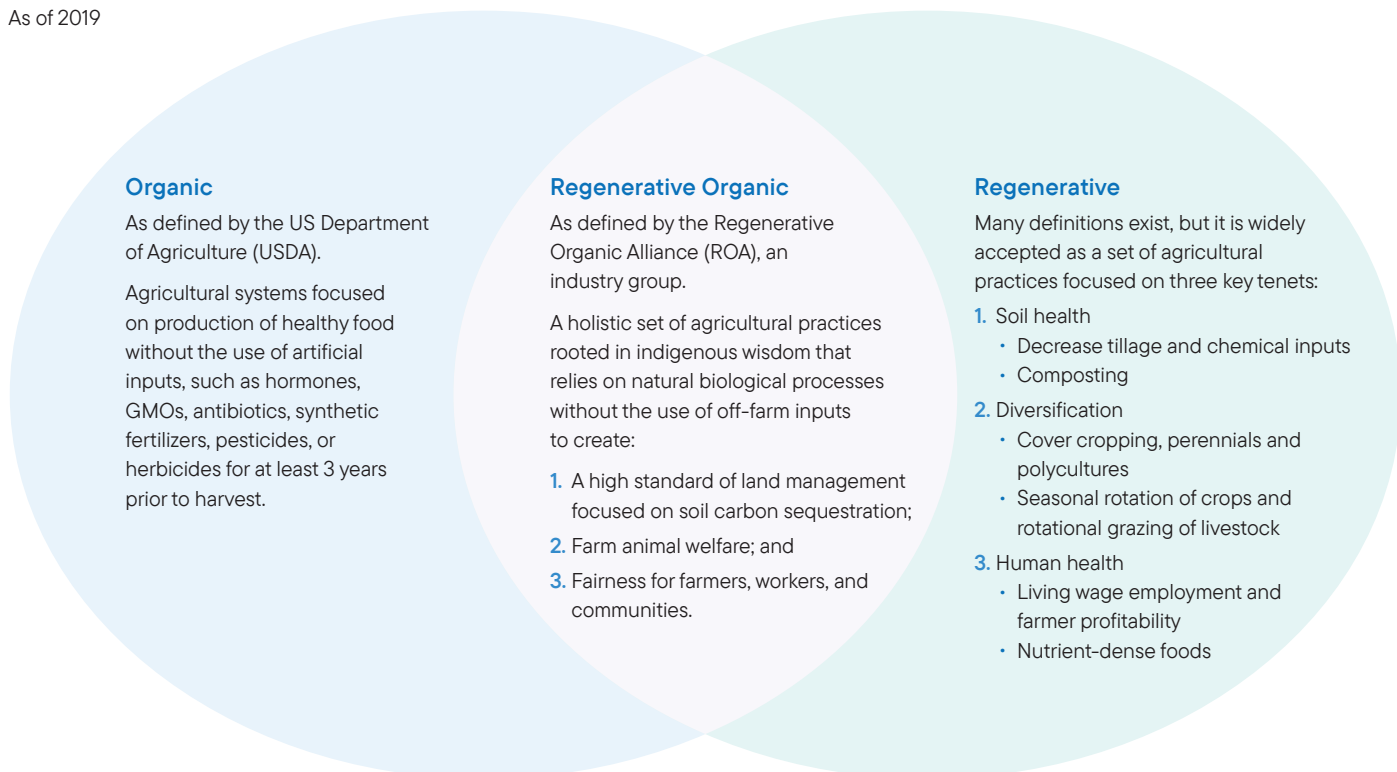 As of 2019
Organic
As defined by the US Department
of Agriculture (USDA).
Agricultural systems focused
on production of healthy food
without the use of artificial
inputs, such as hormones,
GMOs, antibiotics, synthetic
fertilizers, pesticides, or
herbicides for at least 3 years
prior to harvest.
Regenerative Organic
As defined by the Regenerative
Organic Alliance (ROA), an
industry group.
A holistic set of agricultural practices
rooted in indigenous wisdom that
relies on natural biological processes
without the use of off-farm inputs
to create:
1. A high standard of land management
focused on soil carbon sequestration;
2. Farm animal welfare; and
3. Fairness for farmers, workers, and
communities.
Regenerative
Many definitions exist, but it is widely
accepted as a set of agricultural
practices focused on three key tenets:
1. Soil health
• Decrease tillage and chemical inputs
• Composting
2. Diversification
• Cover cropping, perennials and
polycultures
• Seasonal rotation of crops and
rotational grazing of livestock
3. Human health
• Living wage employment and
farmer profitability
• Nutrient-dense foods